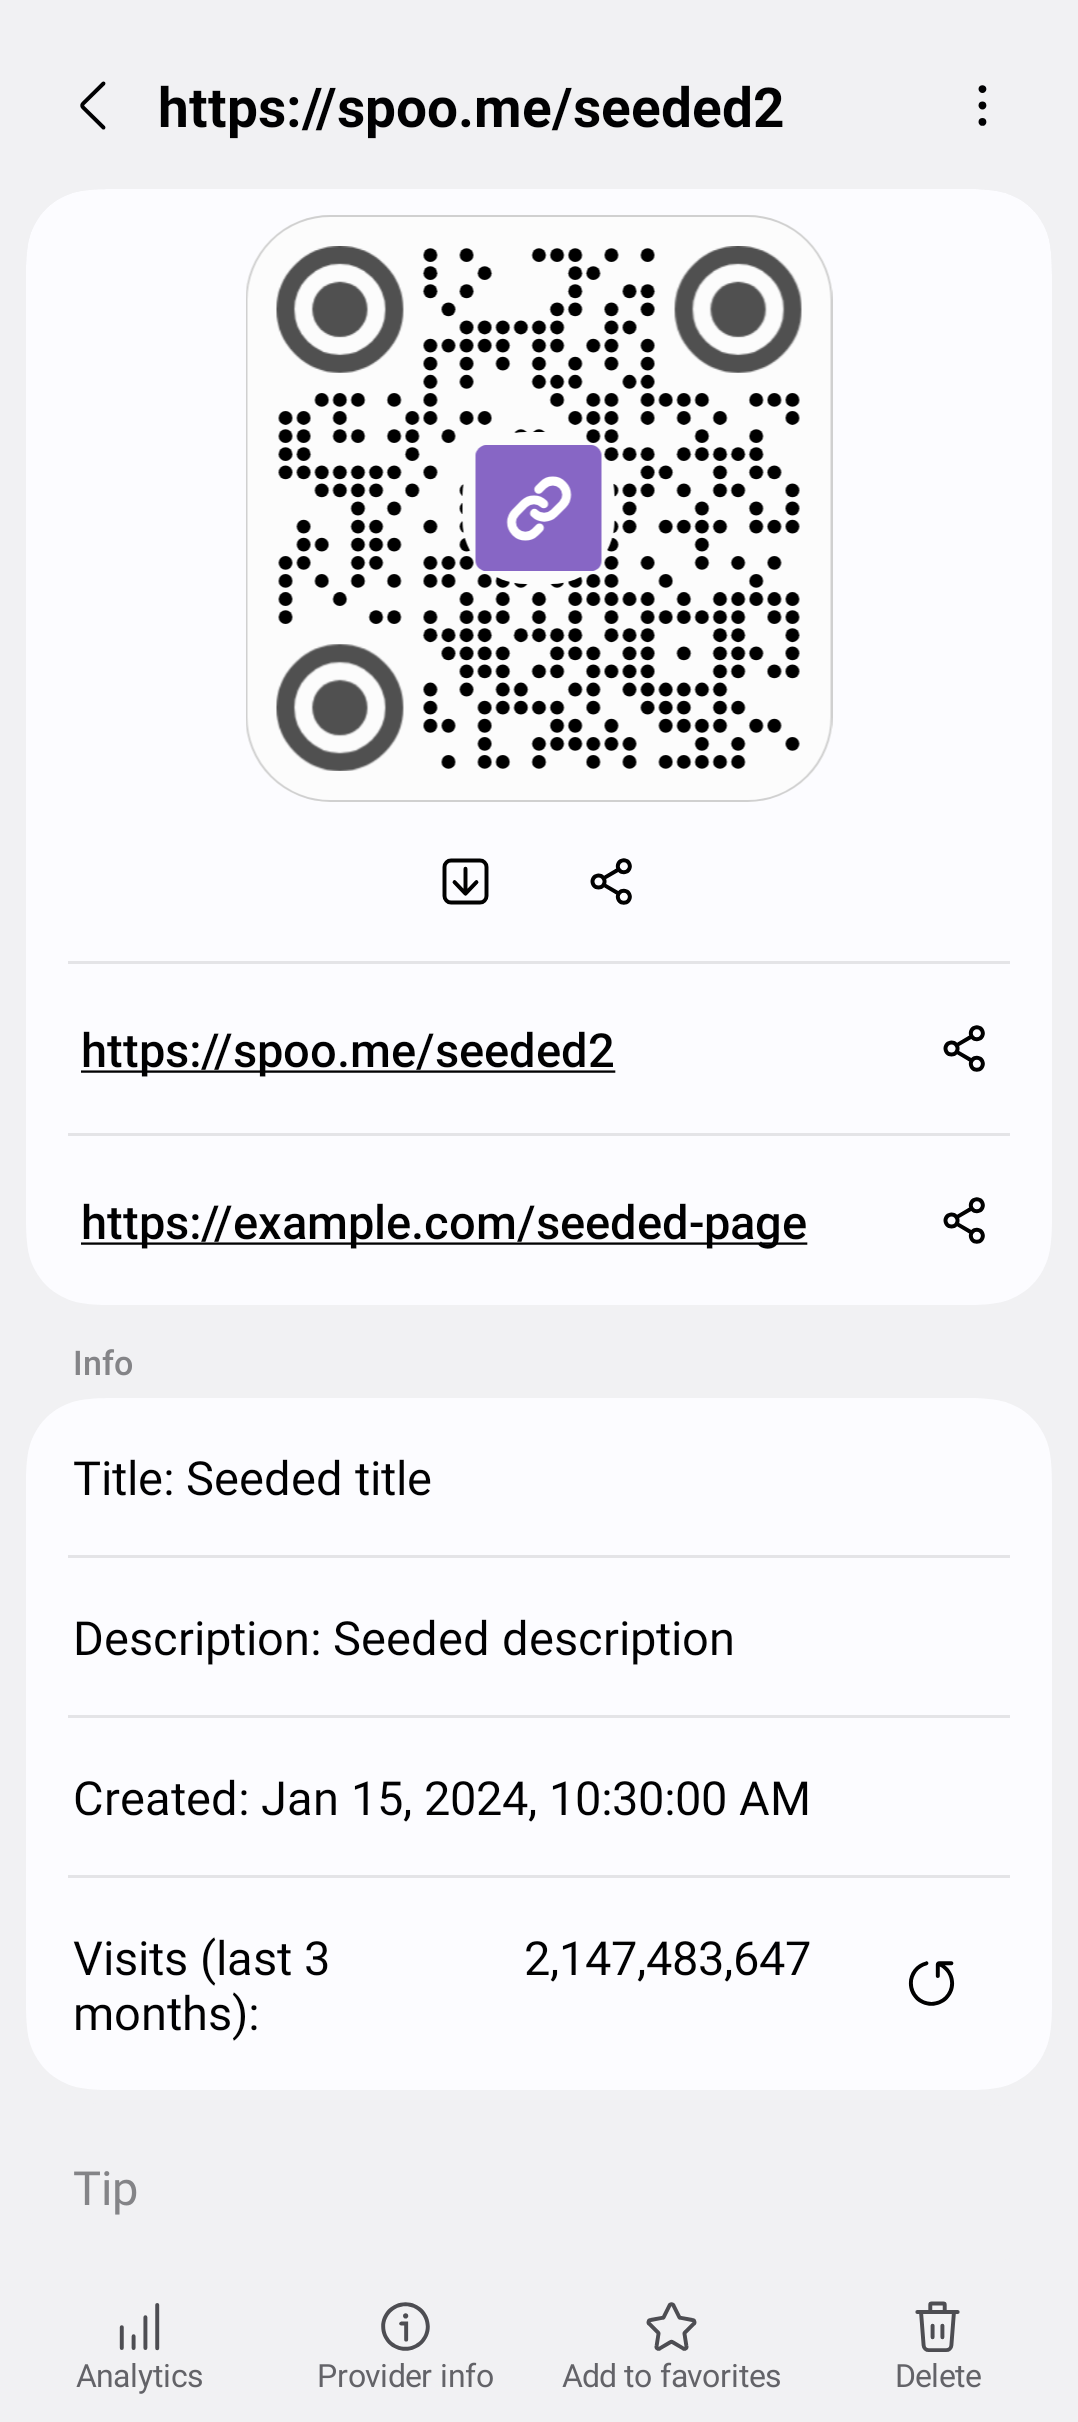 https://spoo.me/seeded2
https://spoo.me/seeded2
https://example.com/seeded-page
Info
Title: Seeded title
Description: Seeded description
Created: Jan 15, 2024, 10:30:00 AM
Visits (last 3 months): 2,147,483,647
Tip
Analytics
Provider info
Add to favorites
Delete